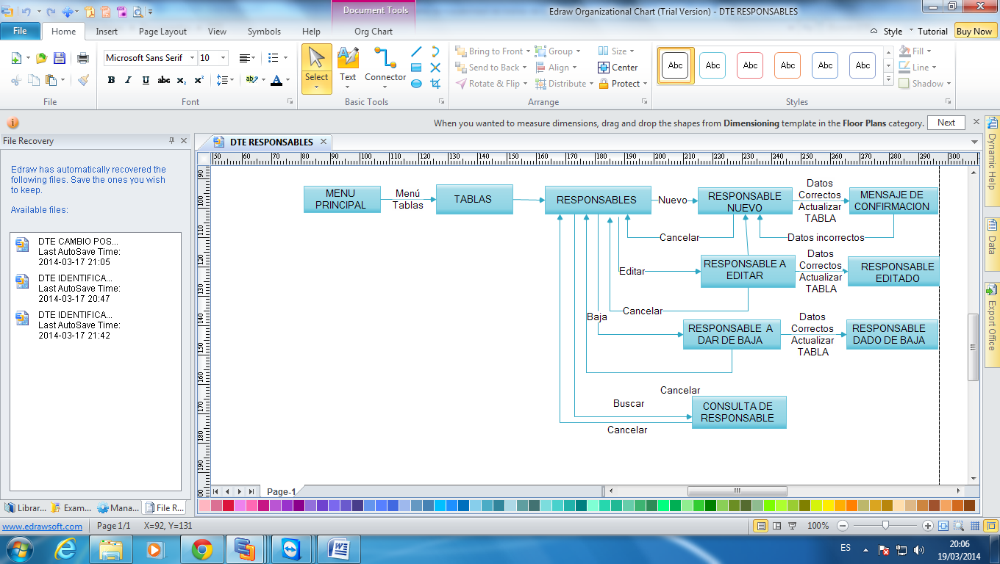 Document Tools
Edraw Organizational Chart (Trial Version) - DTE RESPONSABLES
File
Home
Insert
Page Layout
View
Symbols
Help
Org Chart
Style
Tutorial
Buy Now
Microsoft Sans Serif
10
Select
Text
Connector
Bring to Front
Group
Size
Send to Back
Align
Center
Rotate & Flip
Distribute
Protect
Abc
Abc
Abc
Abc
Abc
Abc
Fill
Line
Shadow
B I U abc x₂ x²
File
Font
Basic Tools
Arrange
Styles
When you wanted to measure dimensions, drag and drop the shapes from Dimensioning template in the Floor Plans category.
Next
File Recovery
Edraw has automatically recovered the
following files. Save the ones you wish
to keep.
Available files:
DTE CAMBIO POS...
Last AutoSave Time:
2014-03-17 21:05
DTE IDENTIFICA...
Last AutoSave Time:
2014-03-17 20:47
DTE IDENTIFICA...
Last AutoSave Time:
2014-03-17 21:42
DTE RESPONSABLES
50 60 70 80 90 100 110 120 130 140 150 160 170 180 190 200 210 220 230 240 250 260 270 280 290 300
90
100
110
120
130
140
150
160
170
180
190
MENU
PRINCIPAL
Menú
Tablas
TABLAS
RESPONSABLES
Nuevo
RESPONSABLE
NUEVO
Datos
Correctos
Actualizar
TABLA
MENSAJE DE
CONFIRMACION
Cancelar
Datos incorrectos
Editar
RESPONSABLE A
EDITAR
Datos
Correctos
Actualizar
TABLA
RESPONSABLE
EDITADO
Cancelar
Baja
RESPONSABLE A
DAR DE BAJA
Datos
Correctos
Actualizar
TABLA
RESPONSABLE
DADO DE BAJA
Cancelar
Buscar
CONSULTA DE
RESPONSABLE
Cancelar
Dynamic Help
Data
Export Office
Page-1
Librar...
Exam...
Mana...
File R...
www.edrawsoft.com
Page 1/1
X=92, Y=131
100%
ES
20:06
19/03/2014